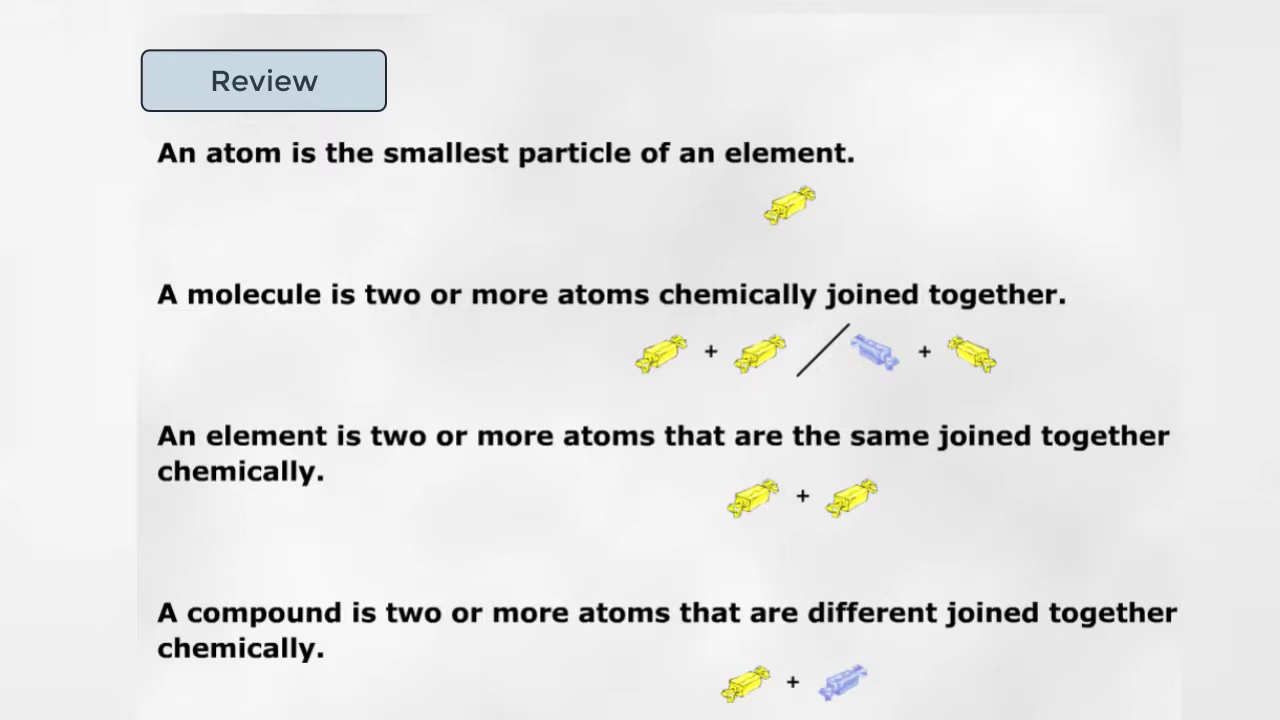 Review
An atom is the smallest particle of an element.
A molecule is two or more atoms chemically joined together.
+ +
An element is two or more atoms that are the same joined together
chemically.
+
A compound is two or more atoms that are different joined together
chemically.
+